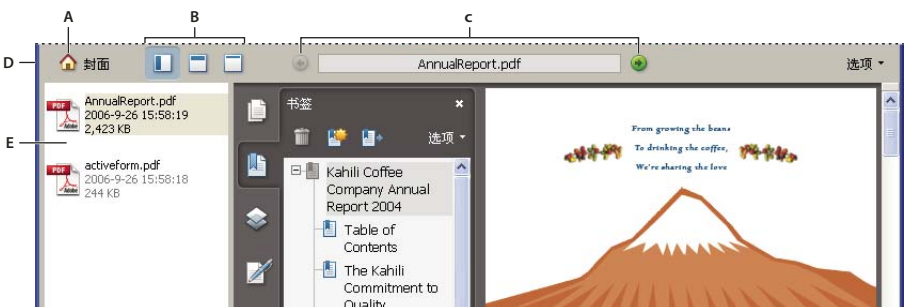 A
B
C
D
封面
AnnualReport.pdf
选项
E
AnnualReport.pdf
2006-9-26 15:58:19
2,423 KB
activeform.pdf
2006-9-26 15:58:18
244 KB
书签
选项
Kahili Coffee
Company Annual
Report 2004
Table of
Contents
The Kahili
Commitment to
Quality
From growing the beans
To drinking the coffee,
We're sharing the love